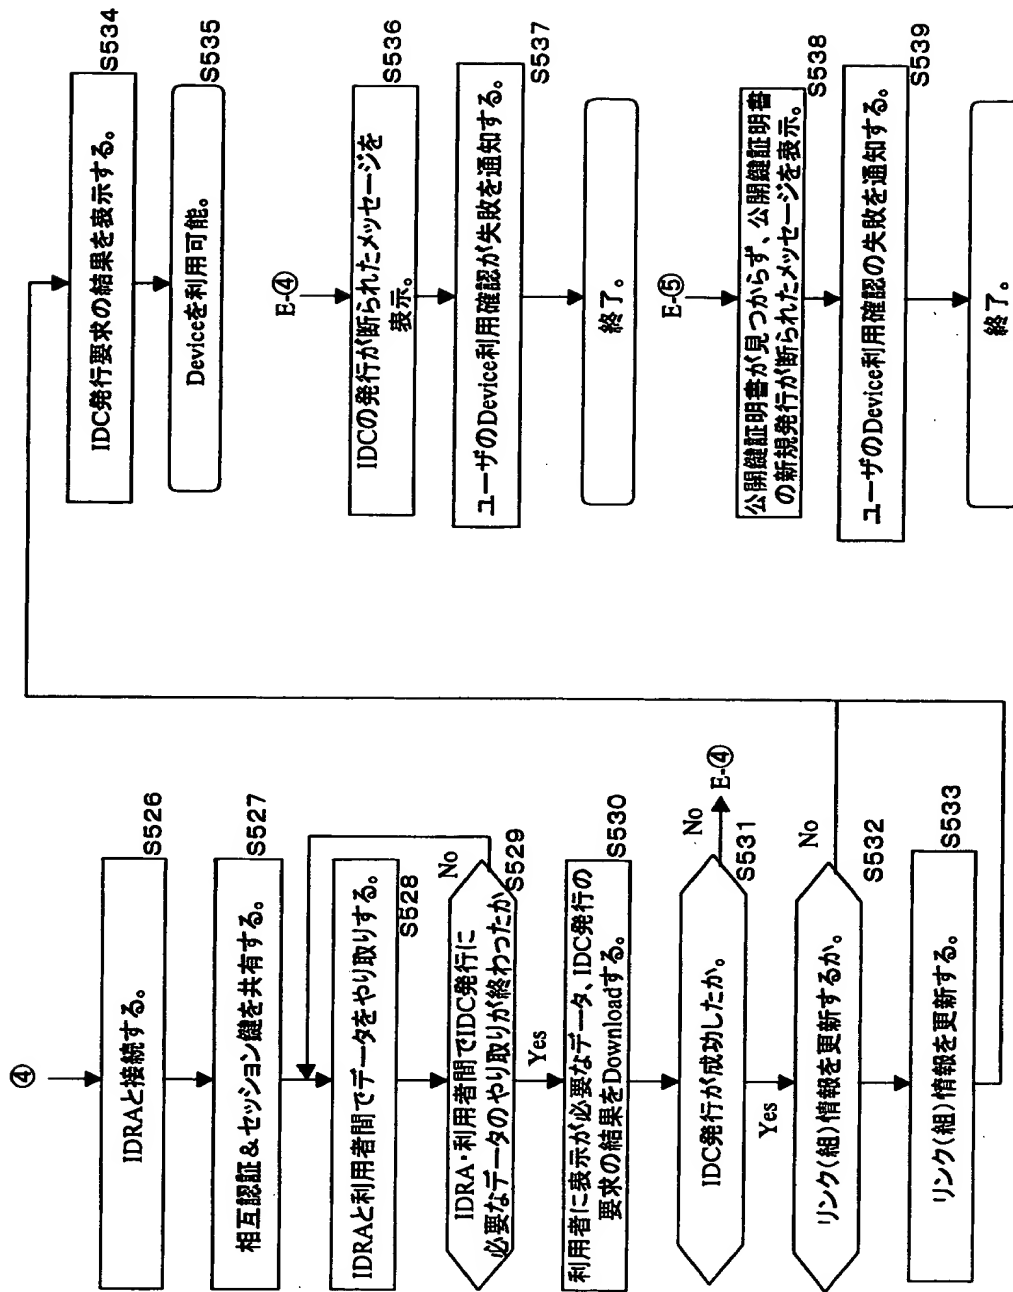 ④
IDRAと接続する。
S526
相互認証&セッション鍵を共有する。
S527
IDRAと利用者間でデータをやり取りする。
S528
IDRA・利用者間でIDC発行に
必要なデータのやり取りが終わったか
No
S529
Yes
利用者に表示が必要なデータ、IDC発行の
要求の結果をDownloadする。
S530
IDC発行が成功したか。
No
E-④
S531
Yes
リンク(組)情報を更新するか。
No
S532
リンク(組)情報を更新する。
S533
IDC発行要求の結果を表示する。
S534
Deviceを利用可能。
S535
E-④
IDCの発行が断られたメッセージを
表示。
S536
ユーザのDevice利用確認が失敗を通知する。
S537
終了。
E-⑤
公開鍵証明書が見つからず、公開鍵証明書
の新規発行が断られたメッセージを表示。
S538
ユーザのDevice利用確認の失敗を通知する。
S539
終了。